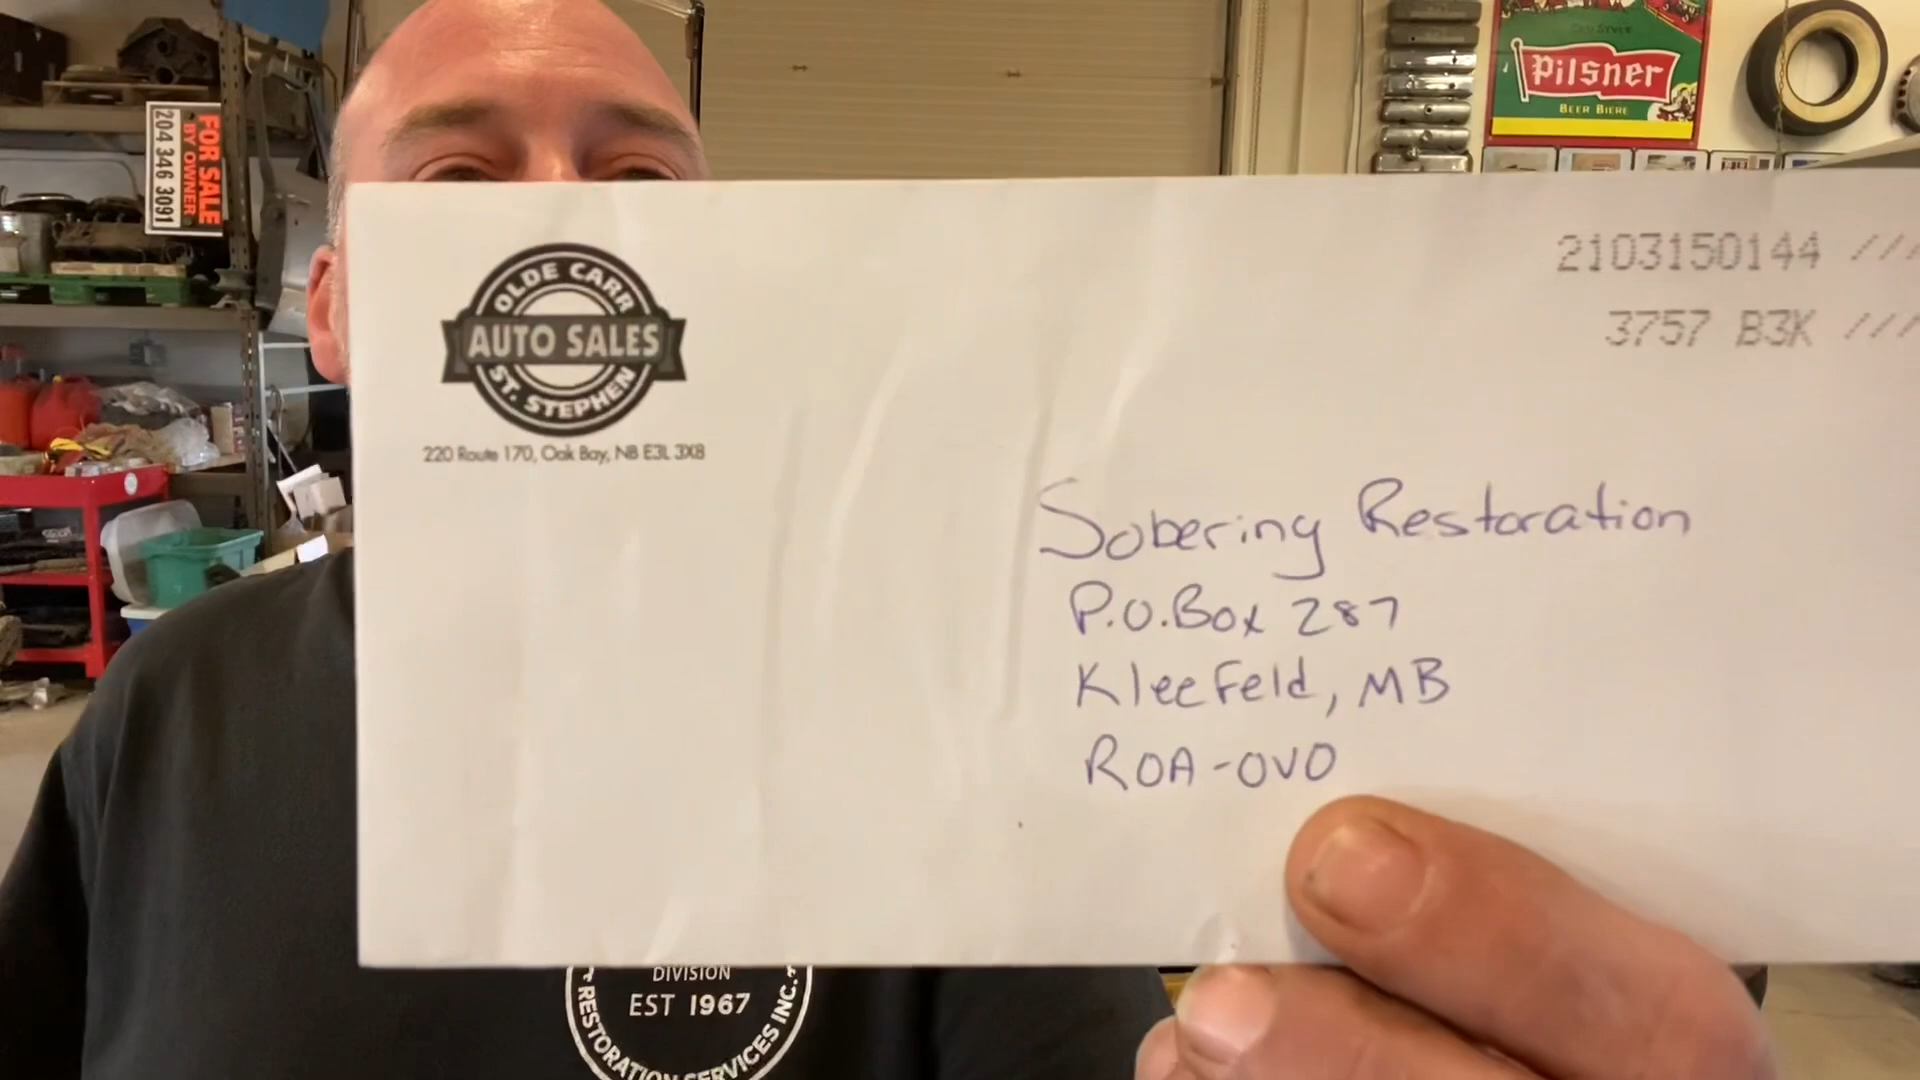 FOR SALE
BY OWNER
204 346 3091
OLD STYLE
Pilsner
BEER BIERE
OLDE CARR
AUTO SALES
ST. STEPHEN
220 Route 170, Oak Bay, NB E3L 3X8
2103150144 ///
3757 B3K ///
Sobering Restoration
P.O.Box 287
Kleefeld, MB
R0A-0V0
DIVISION
EST 1967
RESTORATION SERVICES INC.